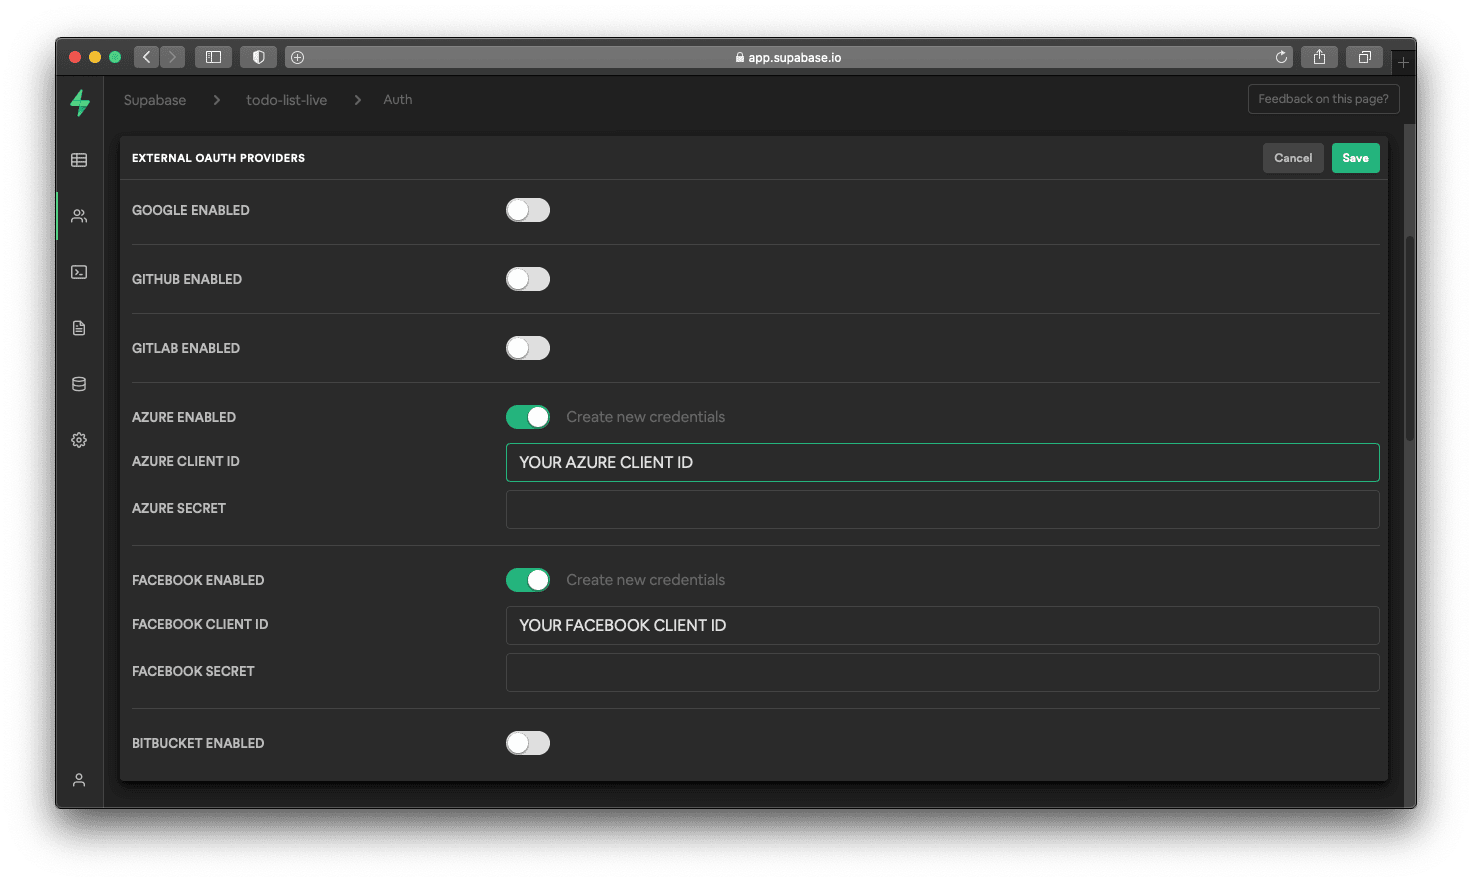 app.supabase.io
Supabase > todo-list-live > Auth
Feedback on this page?
EXTERNAL OAUTH PROVIDERS
Cancel
Save
GOOGLE ENABLED
GITHUB ENABLED
GITLAB ENABLED
AZURE ENABLED
Create new credentials
AZURE CLIENT ID
YOUR AZURE CLIENT ID
AZURE SECRET
FACEBOOK ENABLED
Create new credentials
FACEBOOK CLIENT ID
YOUR FACEBOOK CLIENT ID
FACEBOOK SECRET
BITBUCKET ENABLED